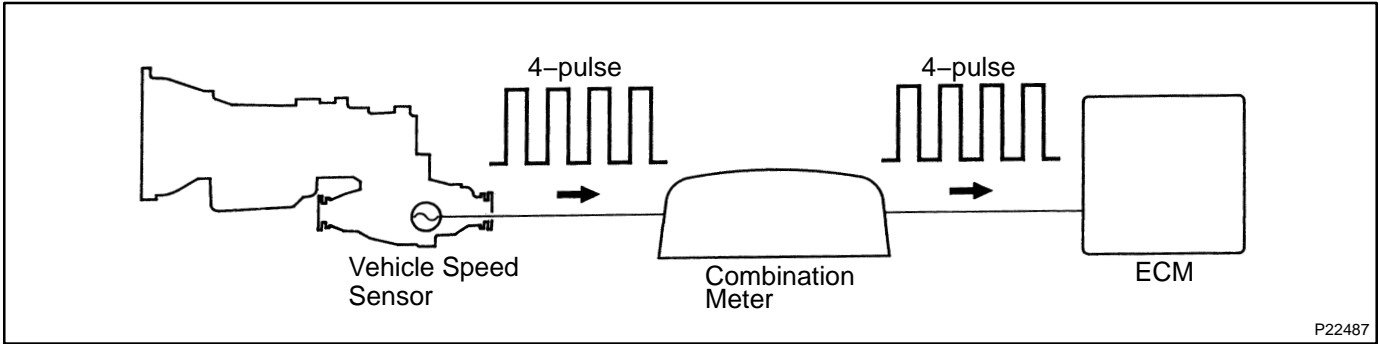 4–pulse
4–pulse
Vehicle Speed
Sensor
Combination
Meter
ECM
P22487